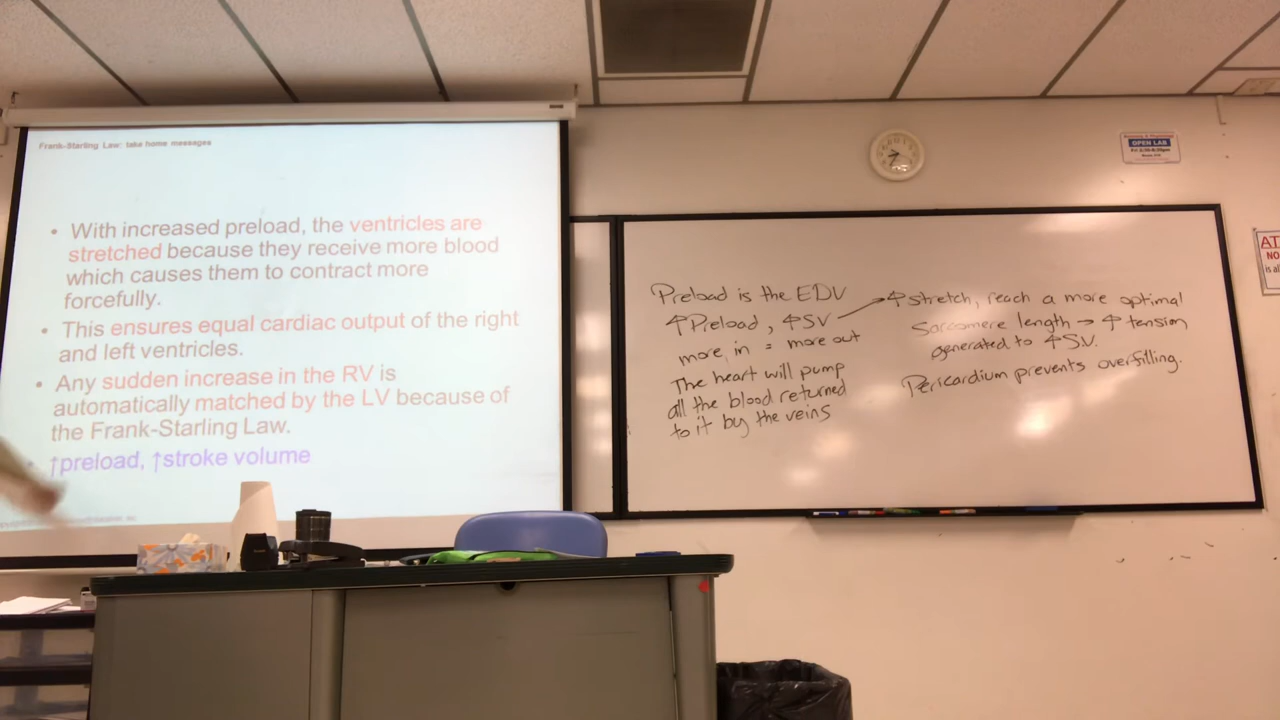 Frank-Starling Law: take home messages
• With increased preload, the ventricles are
stretched because they receive more blood
which causes them to contract more
forcefully.
• This ensures equal cardiac output of the right
and left ventricles.
• Any sudden increase in the RV is
automatically matched by the LV because of
the Frank-Starling Law.
• ↑preload, ↑stroke volume
Preload is the EDV
↑Preload, ↑SV
more in = more out
The heart will pump
all the blood returned
to it by the veins
→ ↑stretch, reach a more optimal
Sarcomere length → ↑ tension
generated to ↑SV.
Pericardium prevents overfilling.
OPEN LAB
AT
NO
is al